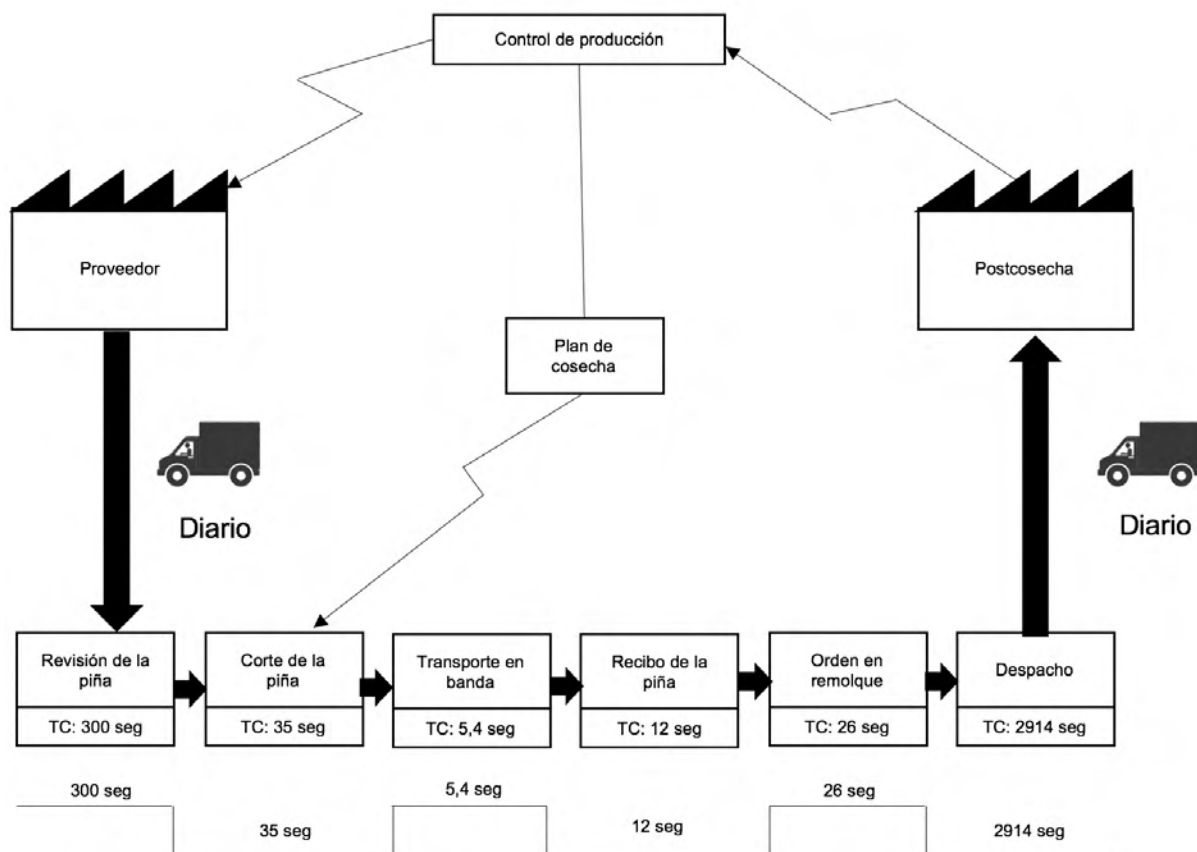 Control de producción
Proveedor
Postcosecha
Plan de
cosecha
Diario
Diario
Revisión de la
piña
TC: 300 seg
Corte de la
piña
TC: 35 seg
Transporte en
banda
TC: 5,4 seg
Recibo de la
piña
TC: 12 seg
Orden en
remolque
TC: 26 seg
Despacho
TC: 2914 seg
300 seg
35 seg
5,4 seg
12 seg
26 seg
2914 seg